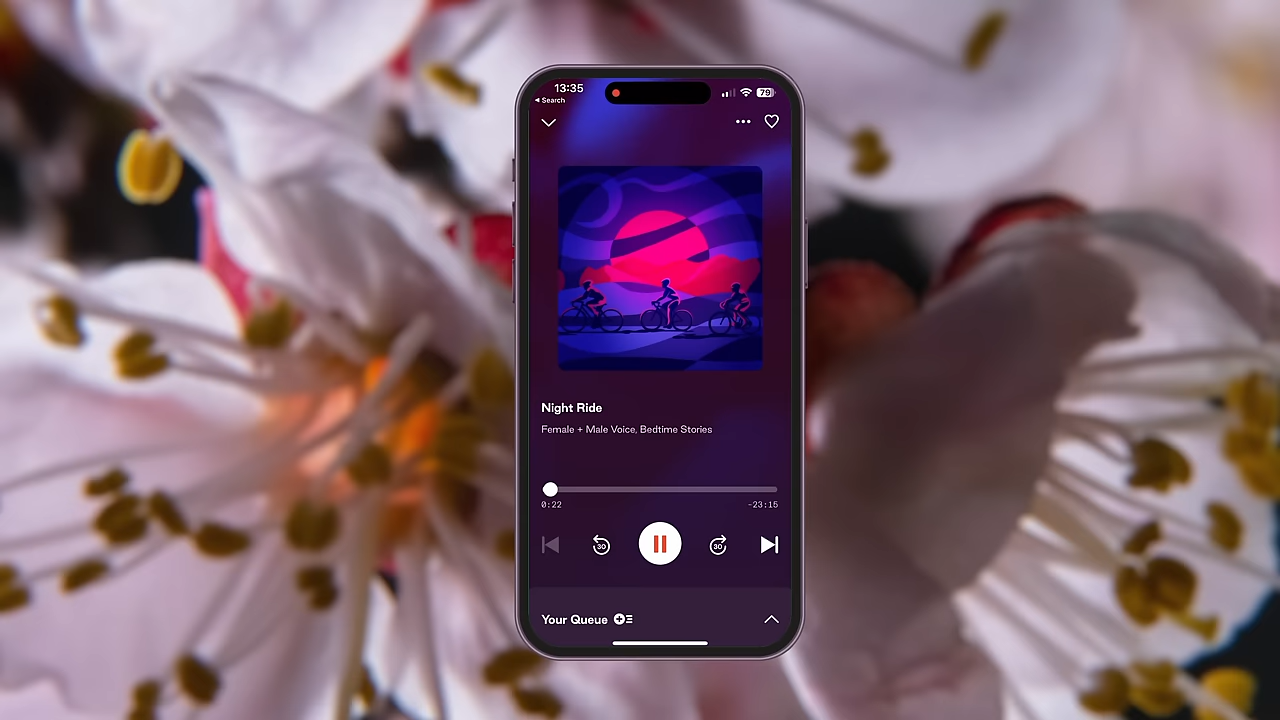 13:35
79
Search
Night Ride
Female + Male Voice, Bedtime Stories
0:22
-23:15
30
30
Your Queue